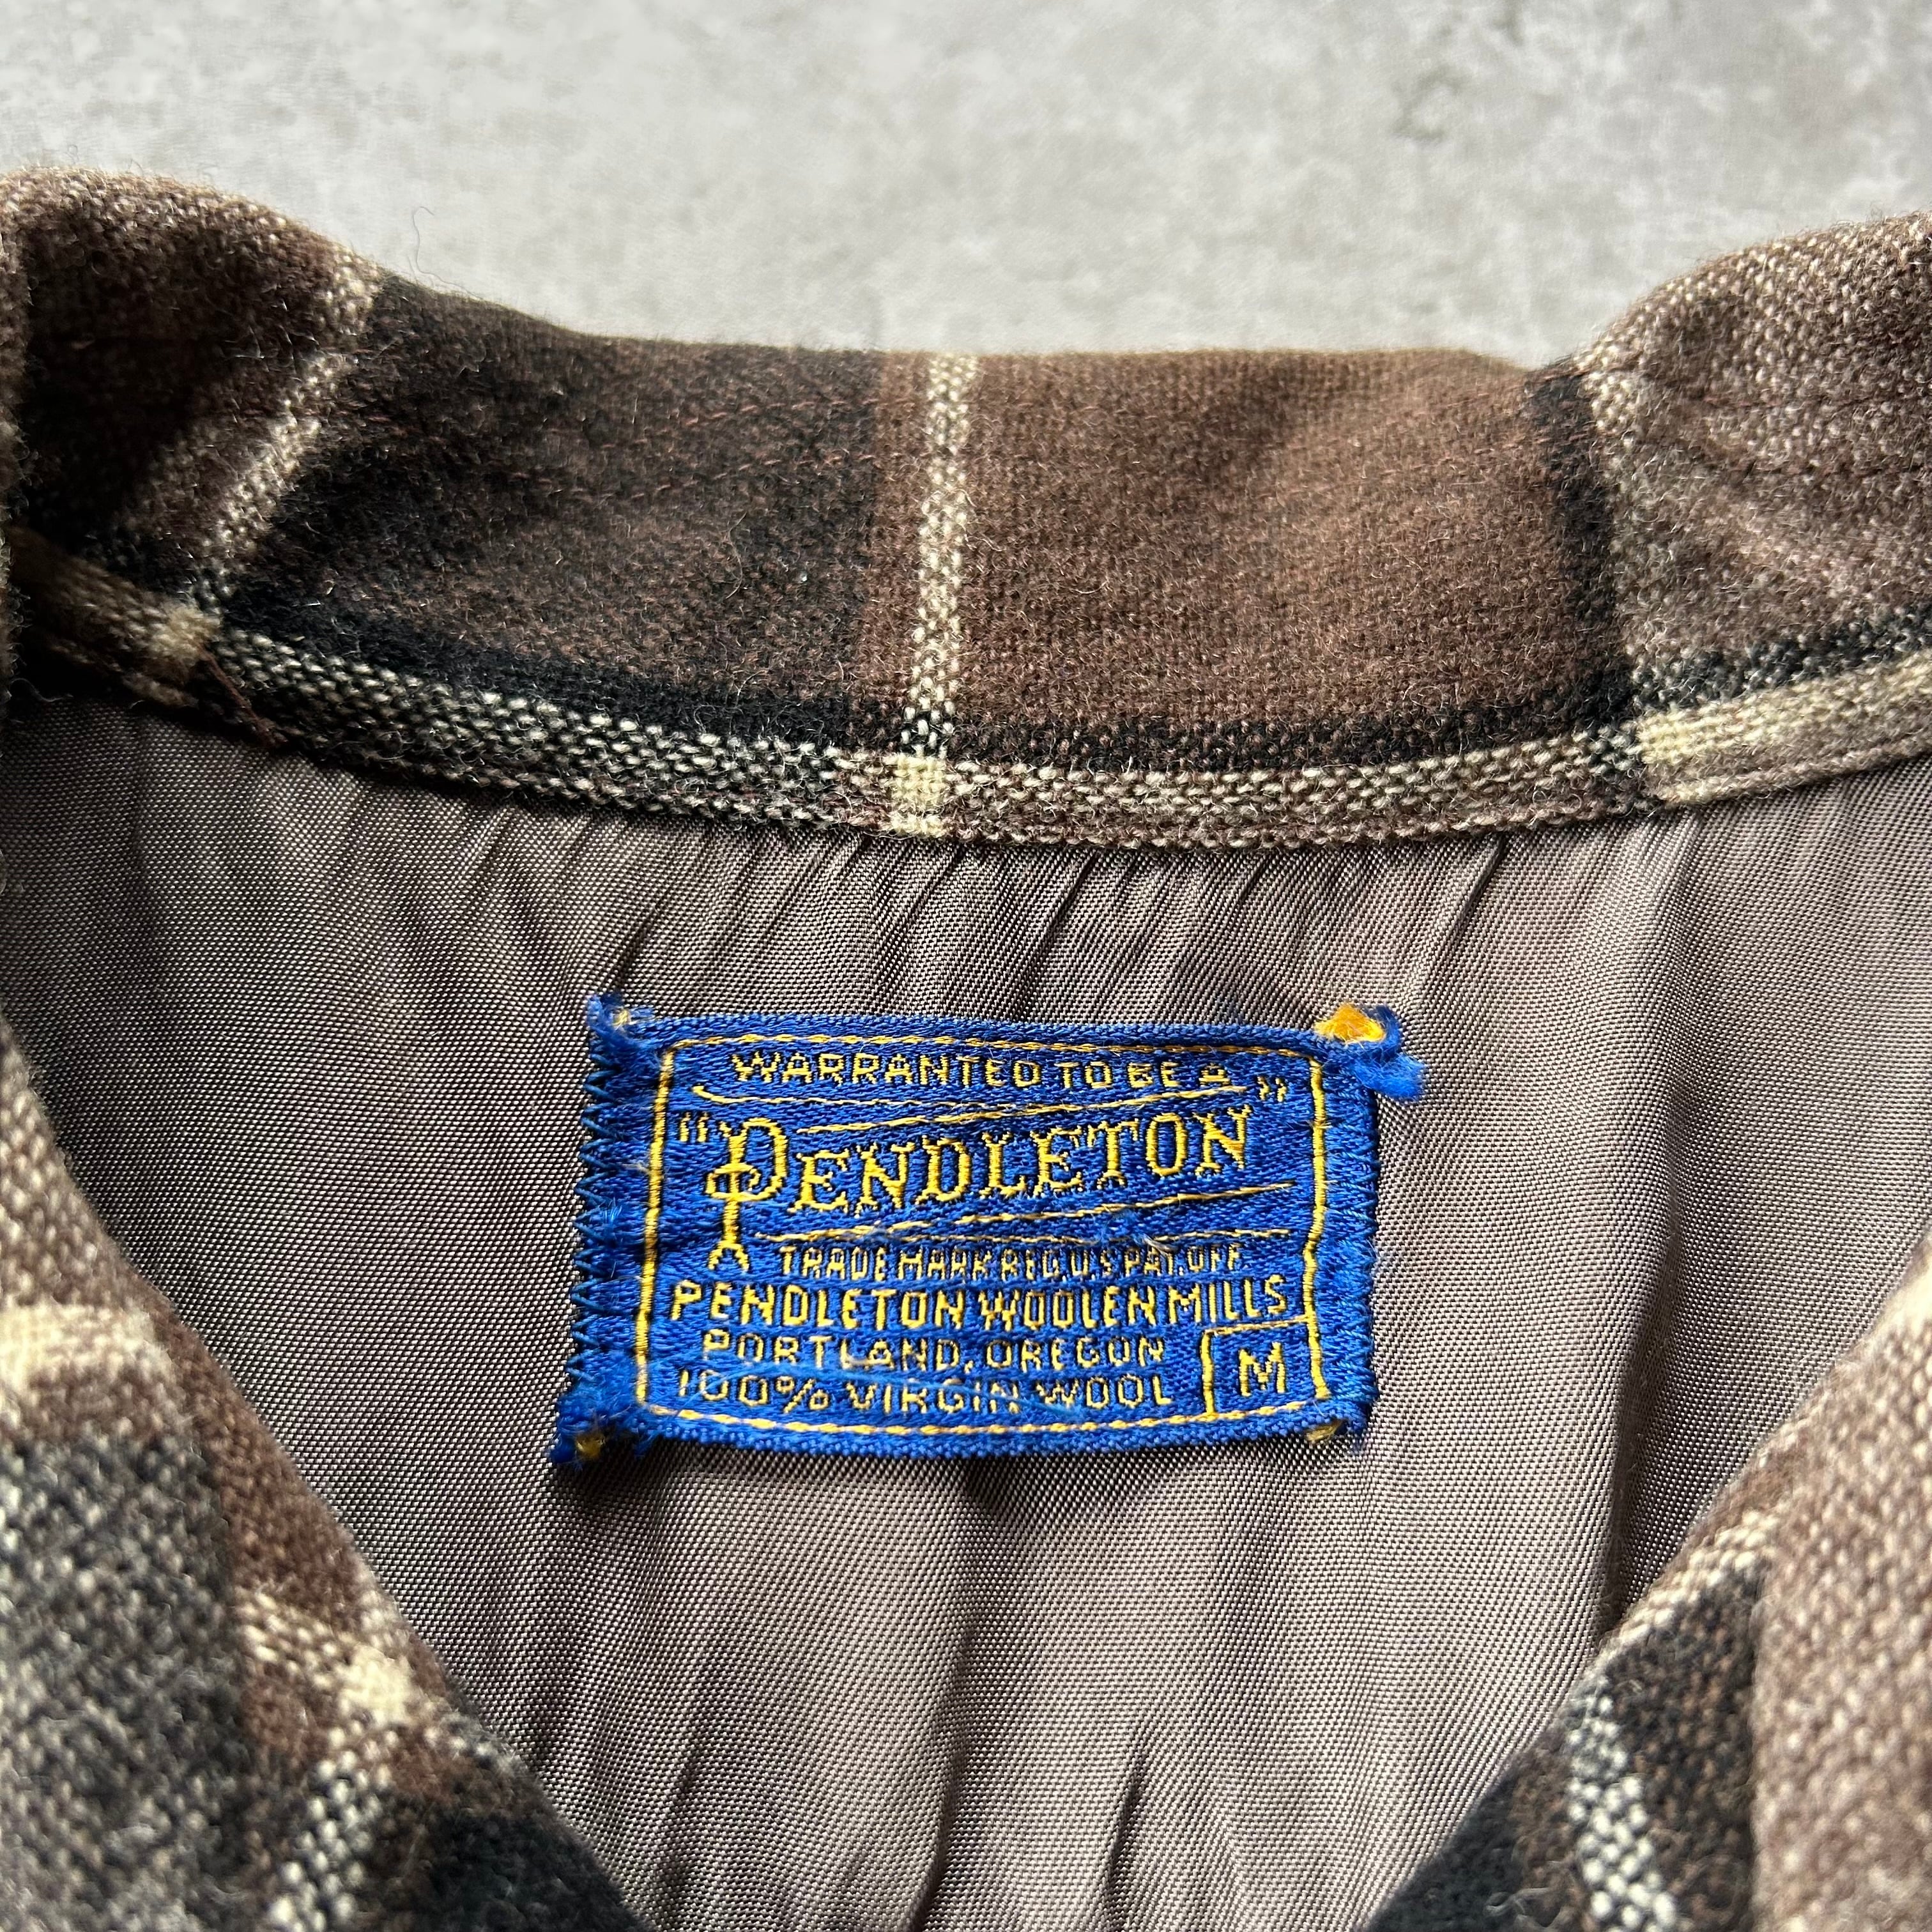 WARRANTED TO BE A
"PENDLETON"
TRADE MARK REG. U.S. PAT. OFF.
PENDLETON WOOLEN MILLS
PORTLAND, OREGON
100% VIRGIN WOOL
M